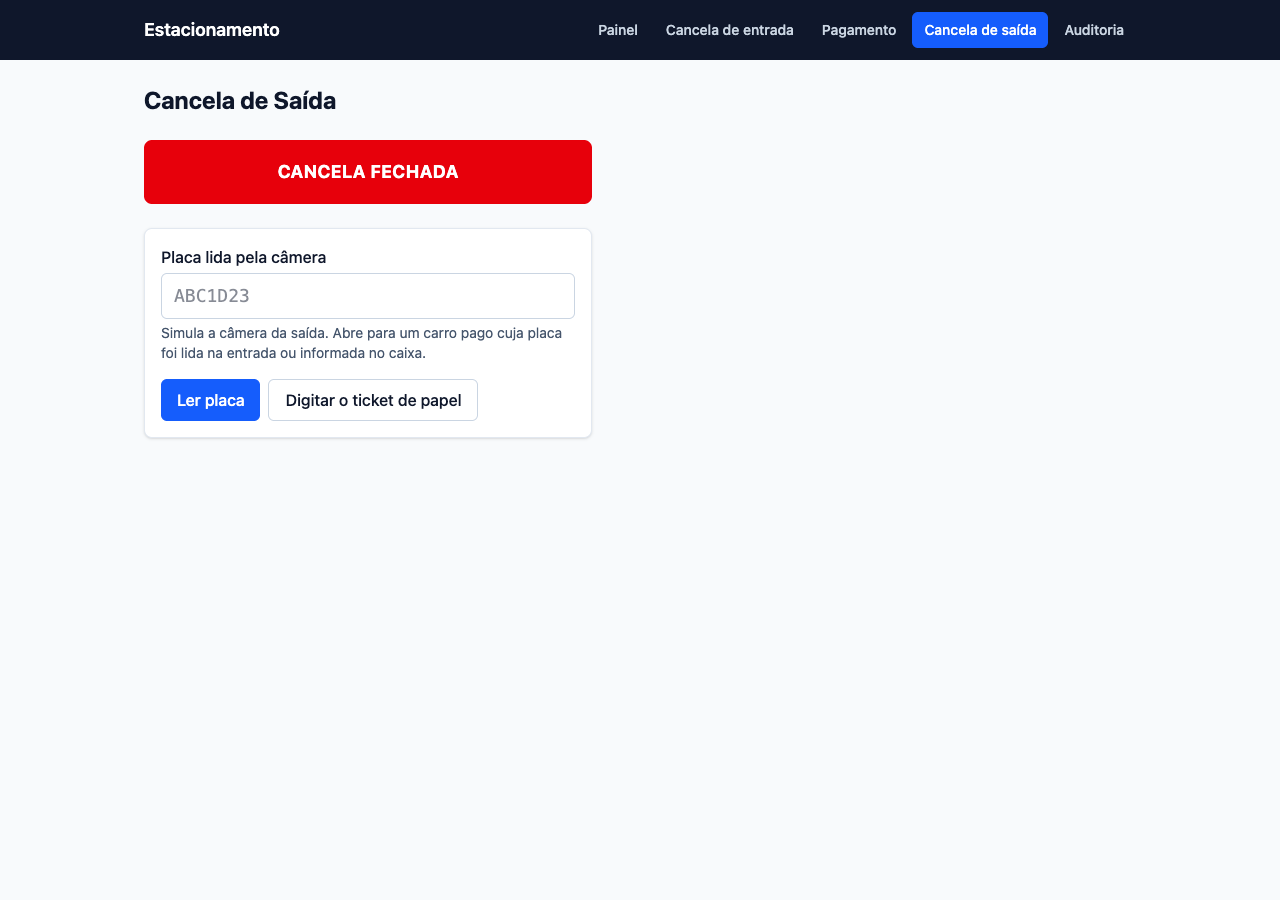 Estacionamento
Painel
Cancela de entrada
Pagamento
Cancela de saída
Auditoria
Cancela de Saída
CANCELA FECHADA
Placa lida pela câmera
ABC1D23
Simula a câmera da saída. Abre para um carro pago cuja placa
foi lida na entrada ou informada no caixa.
Ler placa
Digitar o ticket de papel